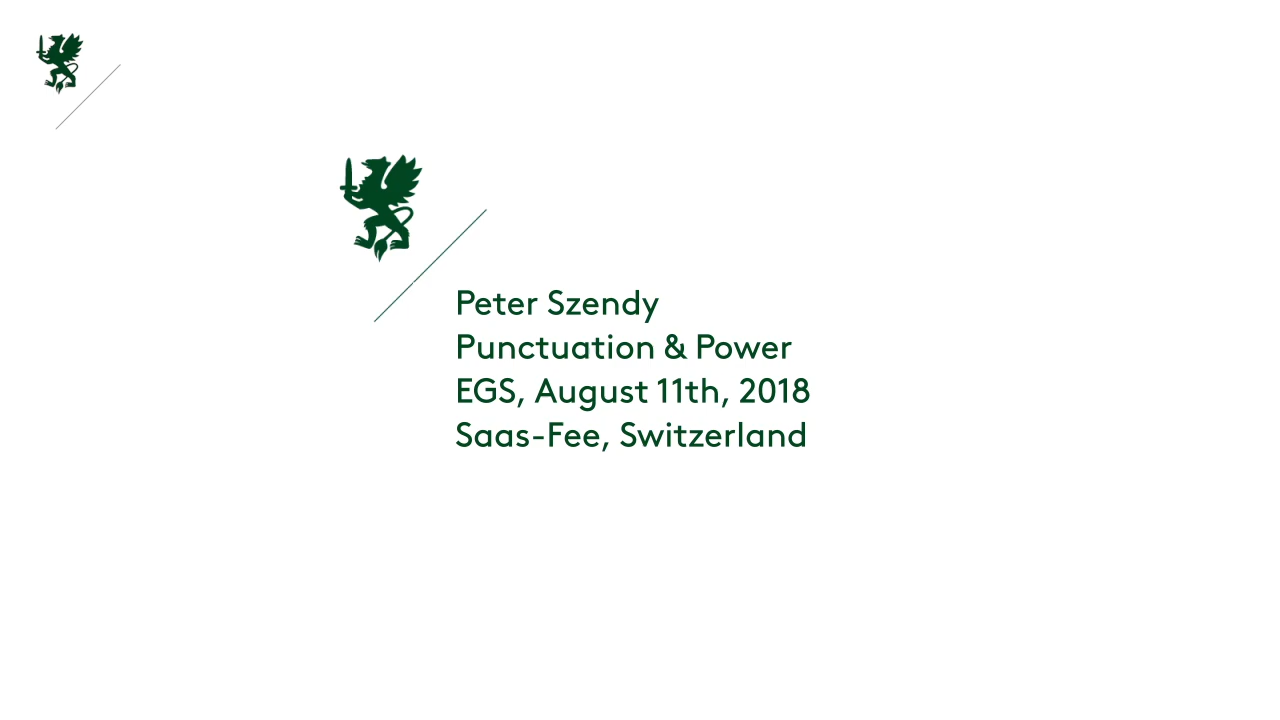 Peter Szendy
Punctuation & Power
EGS, August 11th, 2018
Saas-Fee, Switzerland